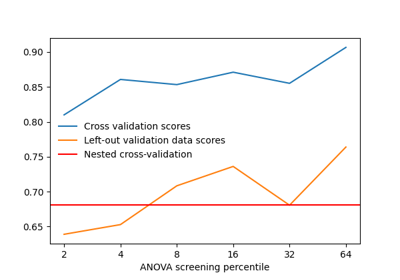 0.90
0.85
0.80
0.75
0.70
0.65
Cross validation scores
Left-out validation data scores
Nested cross-validation
2 4 8 16 32 64
ANOVA screening percentile